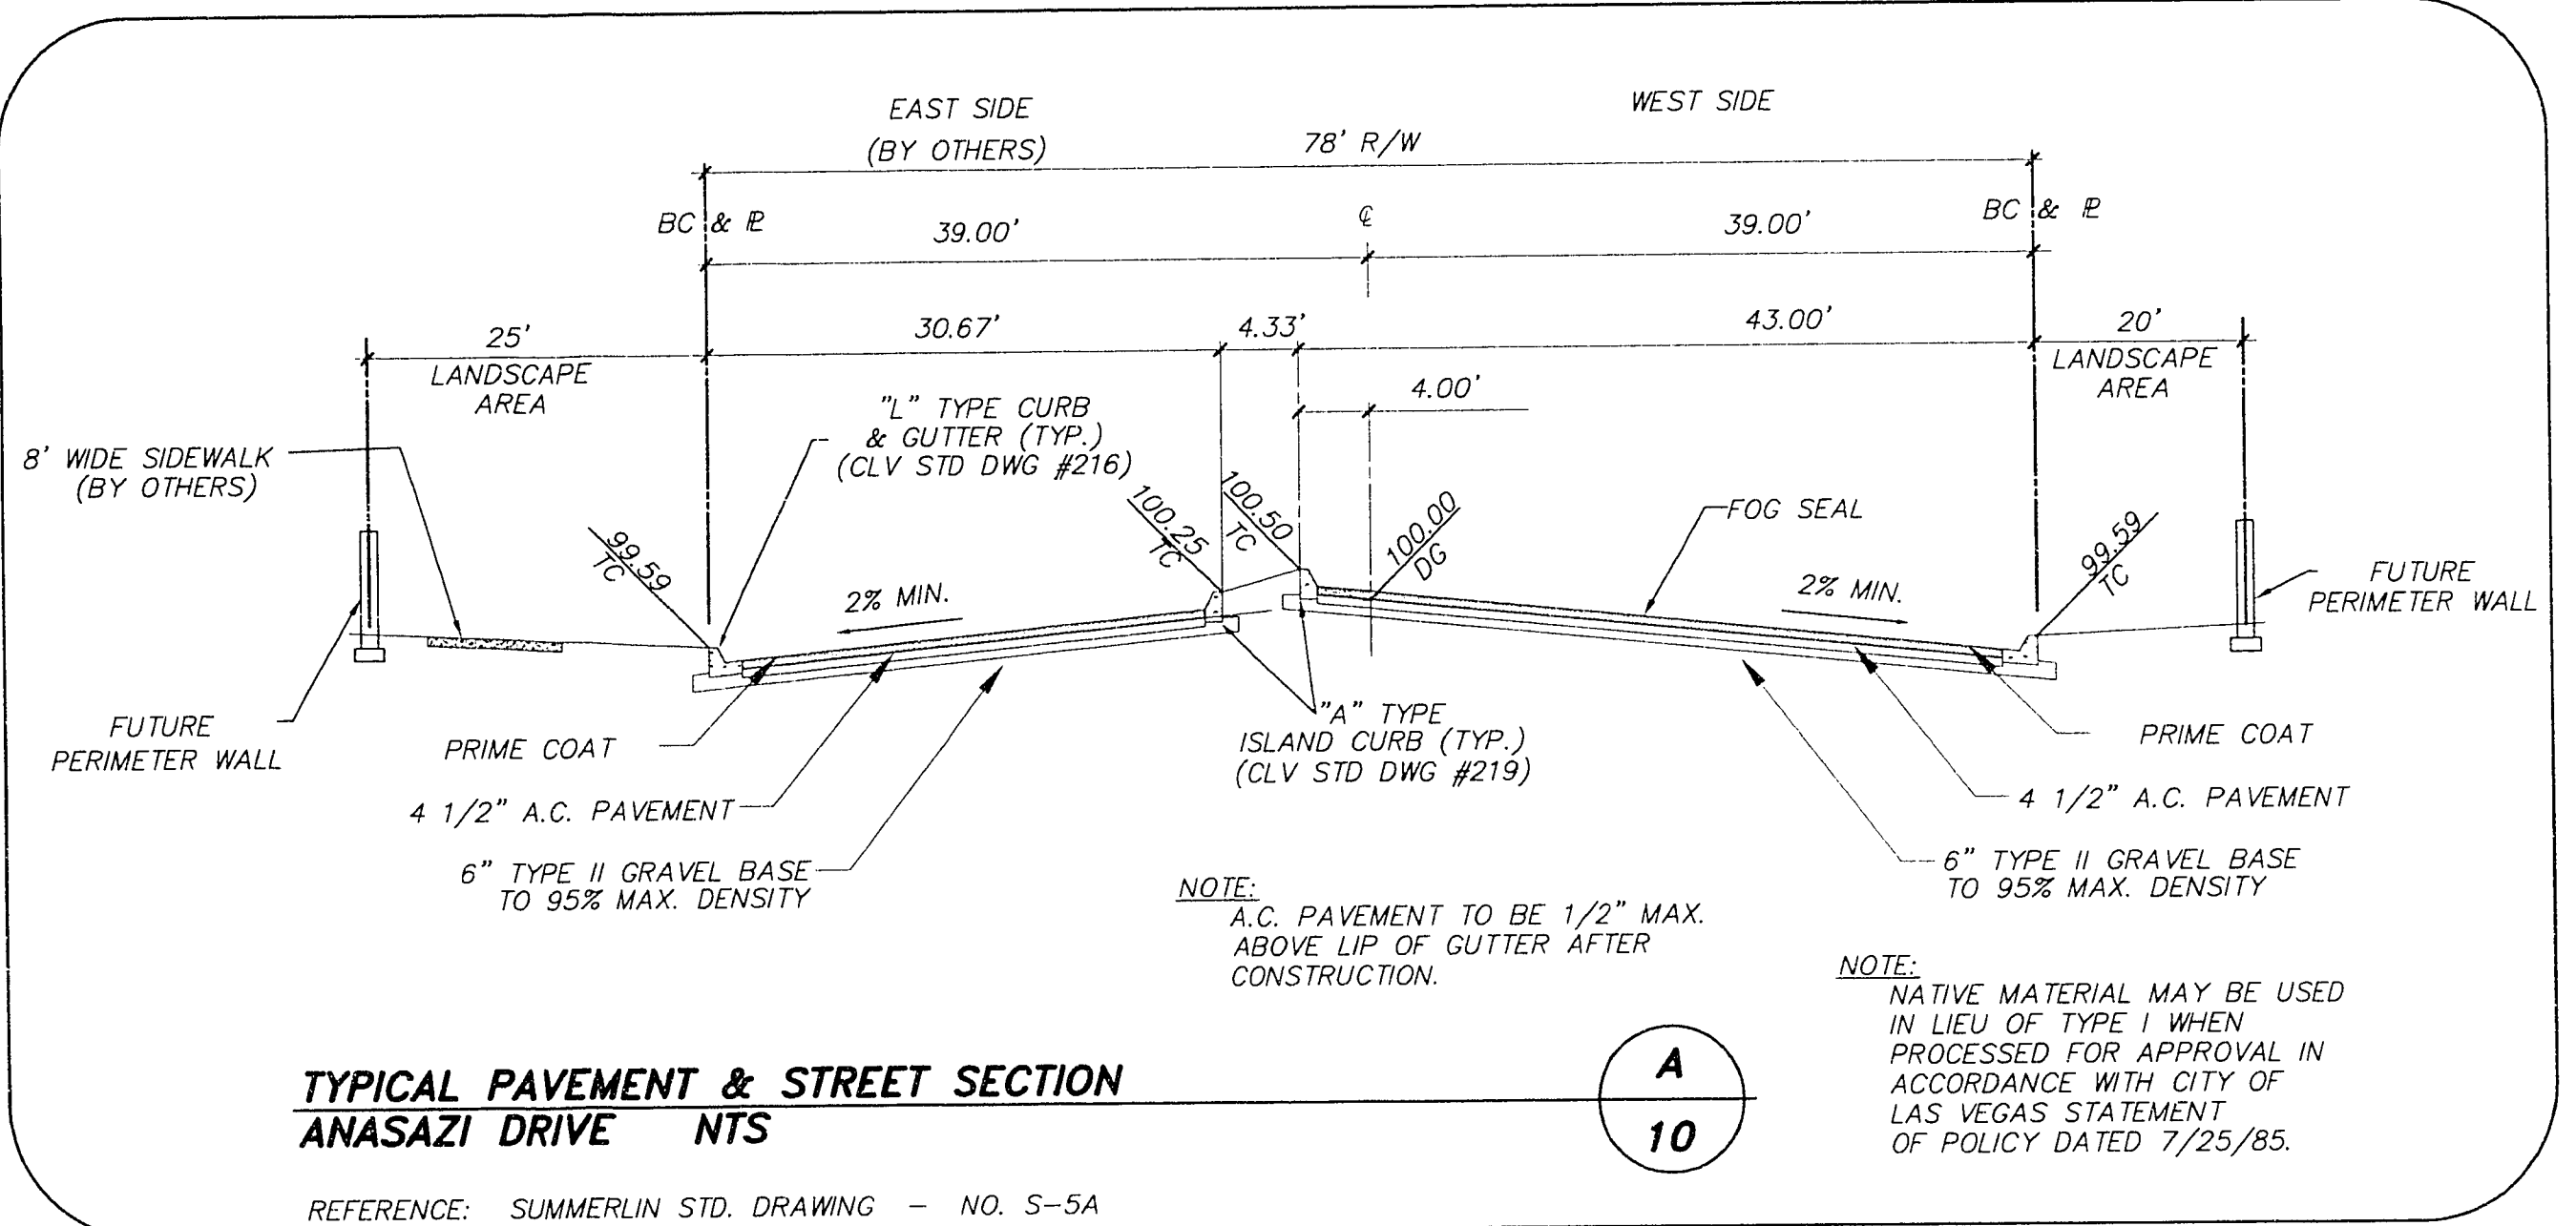 EAST SIDE
(BY OTHERS)
WEST SIDE
78' R/W
BC & ⅊
39.00'
℄
39.00'
BC & ⅊
25'
LANDSCAPE
AREA
30.67'
4.33'
43.00'
20'
LANDSCAPE
AREA
4.00'
"L" TYPE CURB
& GUTTER (TYP.)
(CLV STD DWG #216)
8' WIDE SIDEWALK
(BY OTHERS)
99.59
TC
100.25
TC
100.50
TC
100.00
DG
FOG SEAL
99.59
TC
2% MIN.
2% MIN.
FUTURE
PERIMETER WALL
FUTURE
PERIMETER WALL
PRIME COAT
"A" TYPE
ISLAND CURB (TYP.)
(CLV STD DWG #219)
PRIME COAT
4 1/2" A.C. PAVEMENT
4 1/2" A.C. PAVEMENT
6" TYPE II GRAVEL BASE
TO 95% MAX. DENSITY
6" TYPE II GRAVEL BASE
TO 95% MAX. DENSITY
NOTE:
A.C. PAVEMENT TO BE 1/2" MAX.
ABOVE LIP OF GUTTER AFTER
CONSTRUCTION.
NOTE:
NATIVE MATERIAL MAY BE USED
IN LIEU OF TYPE I WHEN
PROCESSED FOR APPROVAL IN
ACCORDANCE WITH CITY OF
LAS VEGAS STATEMENT
OF POLICY DATED 7/25/85.
TYPICAL PAVEMENT & STREET SECTION
ANASAZI DRIVE NTS
A
10
REFERENCE: SUMMERLIN STD. DRAWING - NO. S-5A